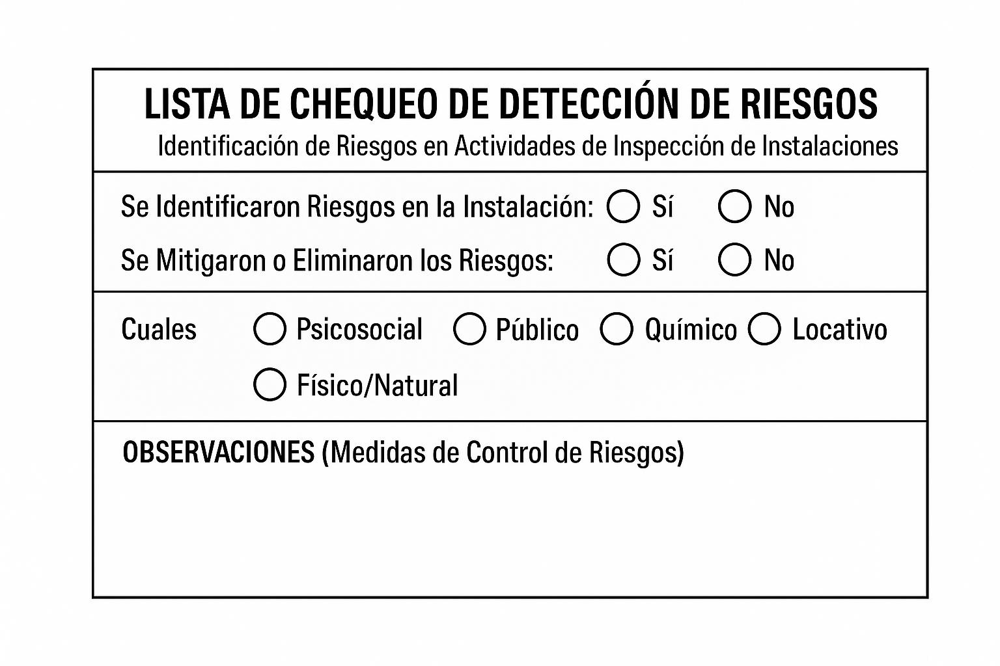 LISTA DE CHEQUEO DE DETECCIÓN DE RIESGOS
Identificación de Riesgos en Actividades de Inspección de Instalaciones
Se Identificaron Riesgos en la Instalación: Sí No
Se Mitigaron o Eliminaron los Riesgos: Sí No
Cuales Psicosocial Público Químico Locativo
Físico/Natural
OBSERVACIONES (Medidas de Control de Riesgos)